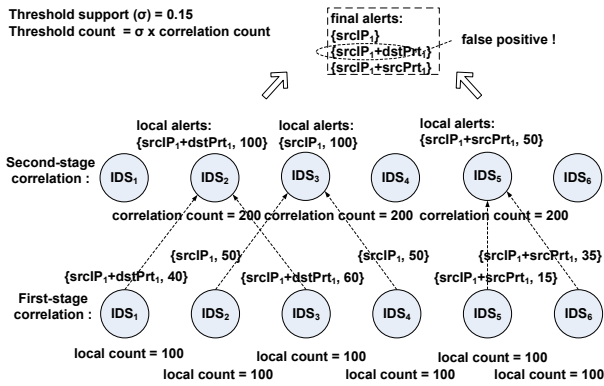 Threshold support (σ) = 0.15
Threshold count = σ x correlation count
final alerts:
{srcIP1}
{srcIP1+dstPrt1}
{srcIP1+srcPrt1}
false positive !
local alerts:
{srcIP1+dstPrt1, 100}
local alerts:
{srcIP1, 100}
local alerts:
{srcIP1+srcPrt1, 50}
Second-stage
correlation :
IDS1
IDS2
IDS3
IDS4
IDS5
IDS6
correlation count = 200
correlation count = 200
correlation count = 200
{srcIP1+dstPrt1, 40}
{srcIP1, 50}
{srcIP1+dstPrt1, 60}
{srcIP1, 50}
{srcIP1+srcPrt1, 15}
{srcIP1+srcPrt1, 35}
First-stage
correlation :
IDS1
IDS2
IDS3
IDS4
IDS5
IDS6
local count = 100
local count = 100
local count = 100
local count = 100
local count = 100
local count = 100